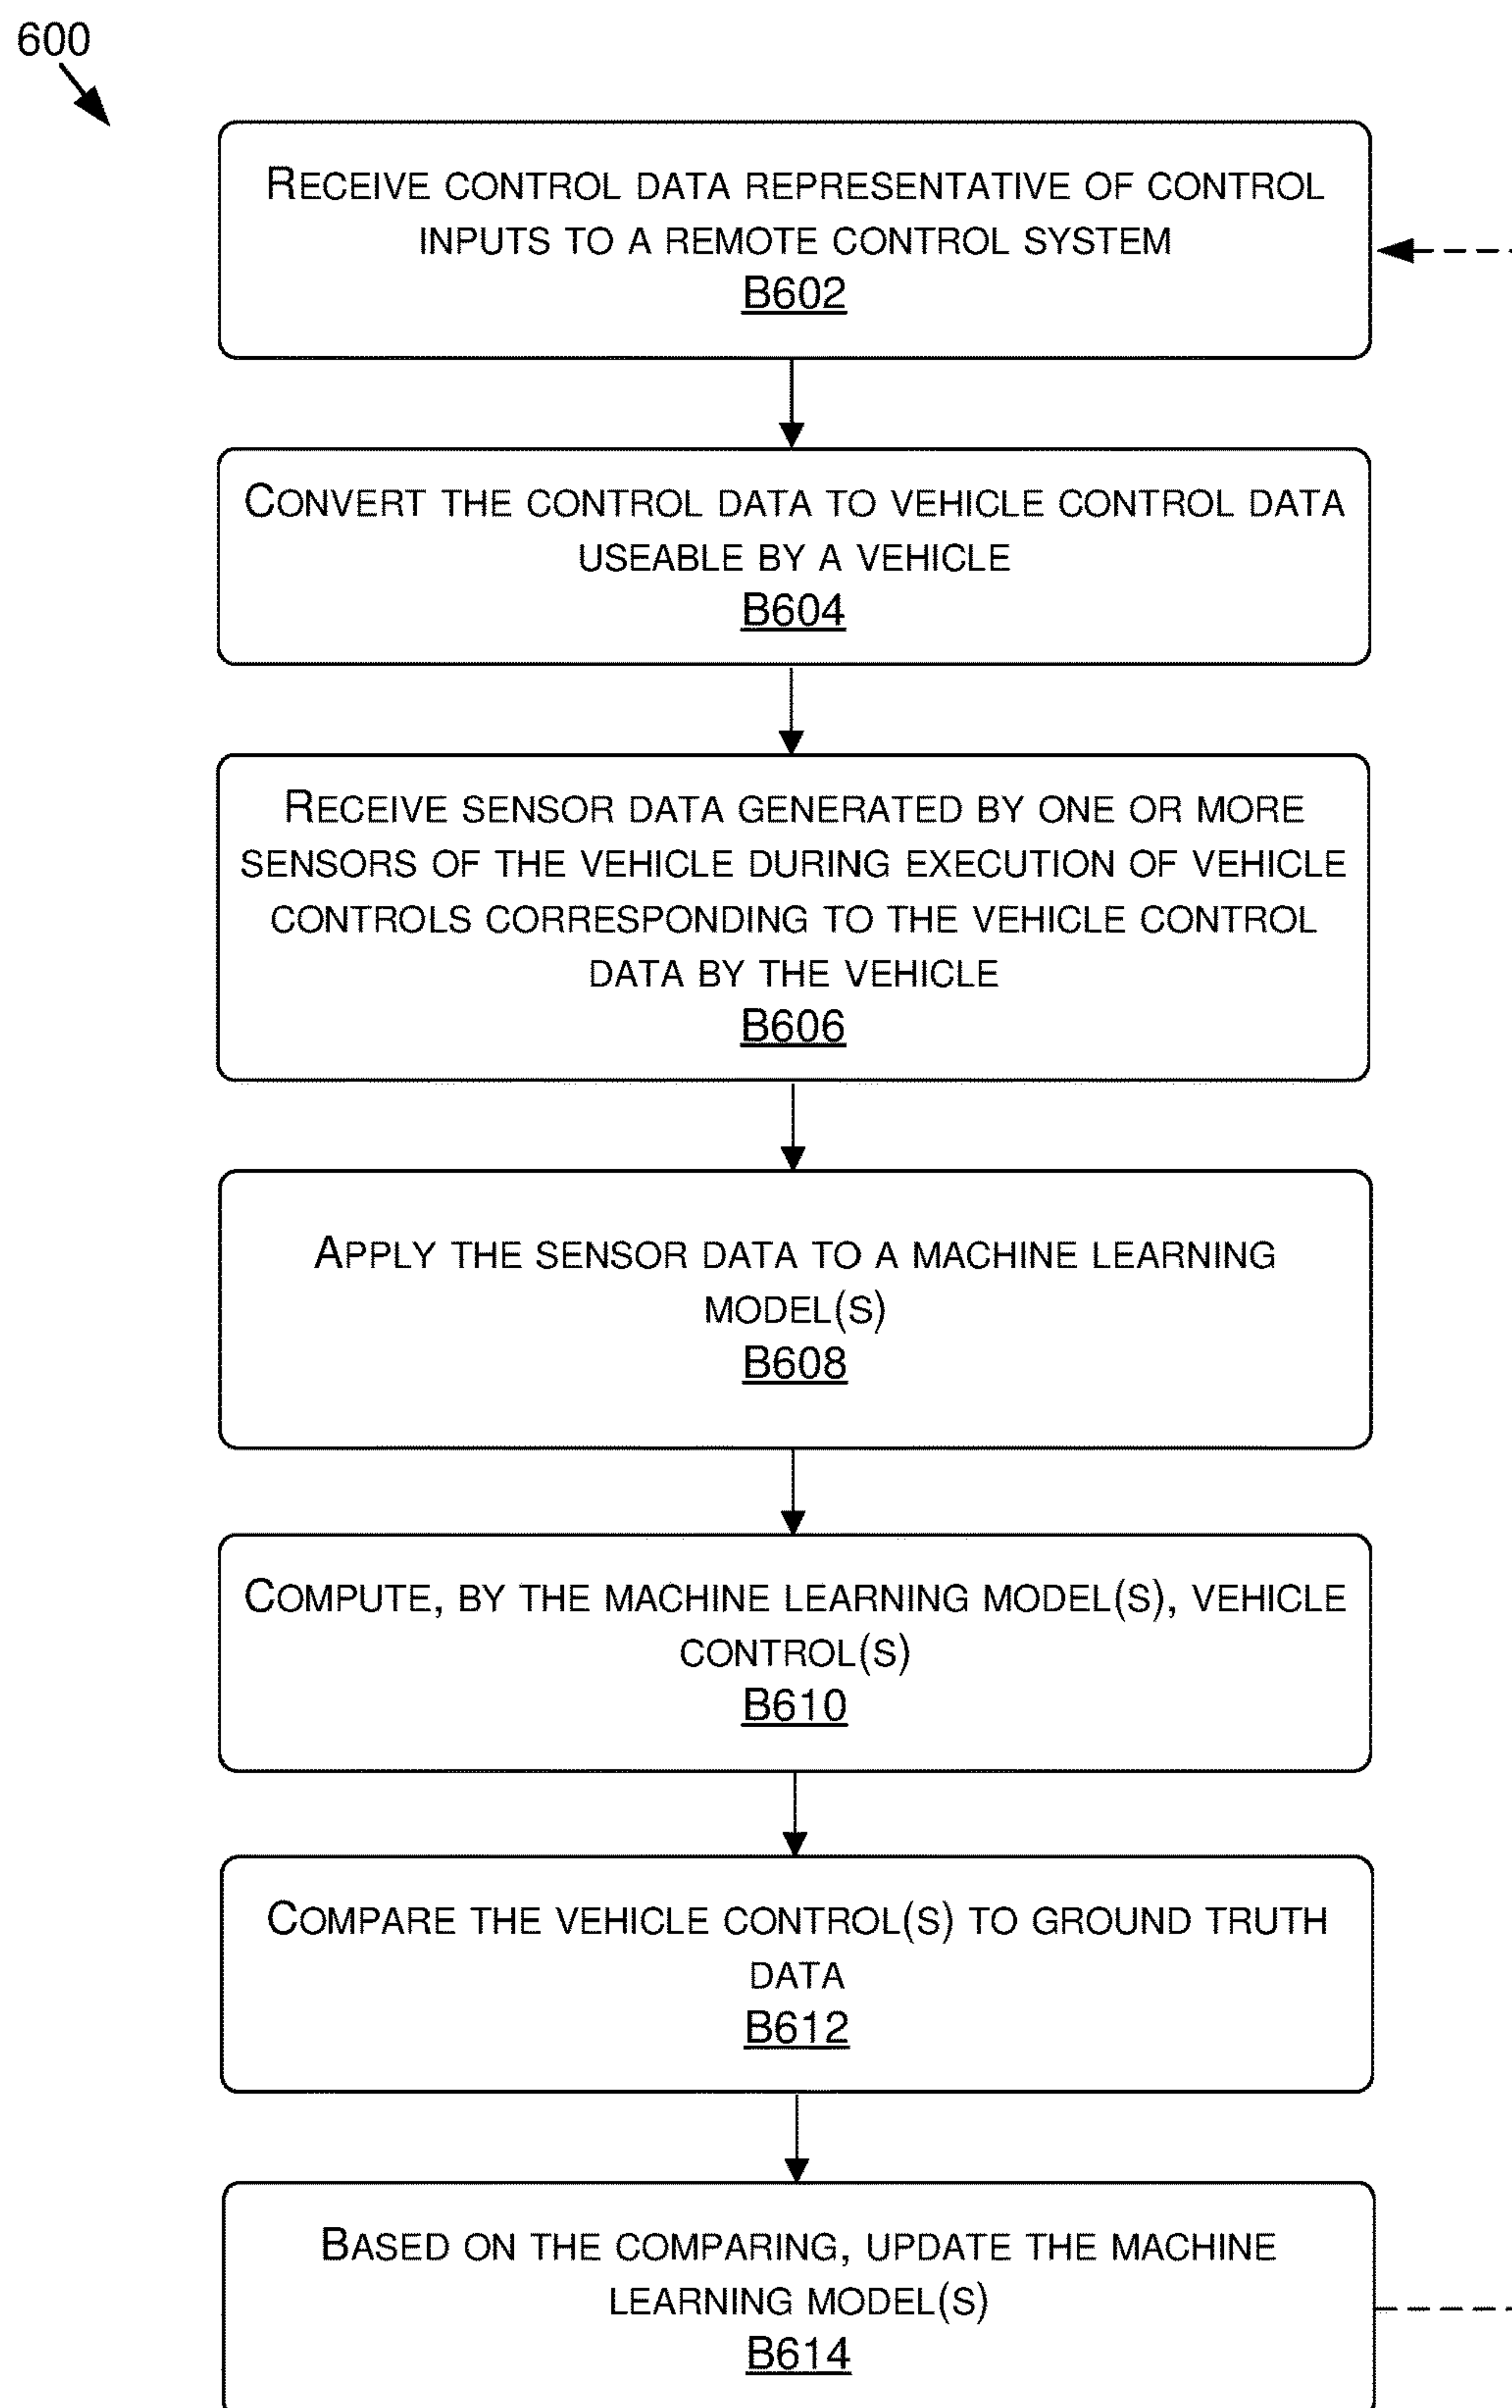 600
RECEIVE CONTROL DATA REPRESENTATIVE OF CONTROL
INPUTS TO A REMOTE CONTROL SYSTEM
B602
CONVERT THE CONTROL DATA TO VEHICLE CONTROL DATA
USEABLE BY A VEHICLE
B604
RECEIVE SENSOR DATA GENERATED BY ONE OR MORE
SENSORS OF THE VEHICLE DURING EXECUTION OF VEHICLE
CONTROLS CORRESPONDING TO THE VEHICLE CONTROL
DATA BY THE VEHICLE
B606
APPLY THE SENSOR DATA TO A MACHINE LEARNING
MODEL(S)
B608
COMPUTE, BY THE MACHINE LEARNING MODEL(S), VEHICLE
CONTROL(S)
B610
COMPARE THE VEHICLE CONTROL(S) TO GROUND TRUTH
DATA
B612
BASED ON THE COMPARING, UPDATE THE MACHINE
LEARNING MODEL(S)
B614